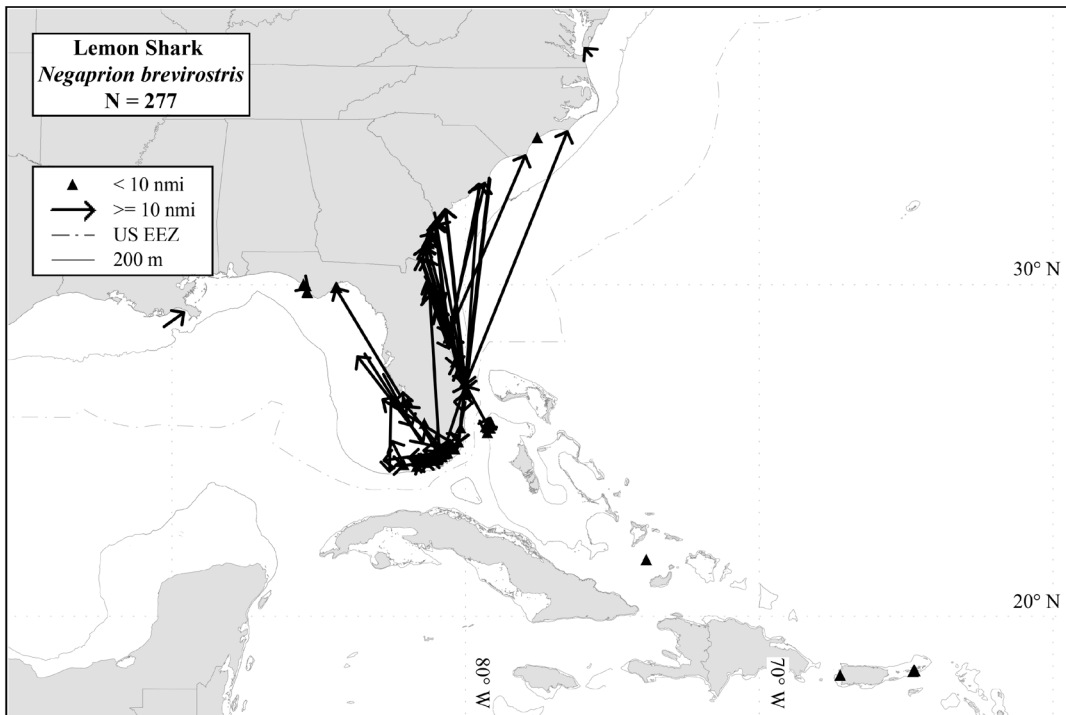 Lemon Shark
Negaprion brevirostris
N = 277
< 10 nmi
>= 10 nmi
US EEZ
200 m
30° N
20° N
80° W
70° W